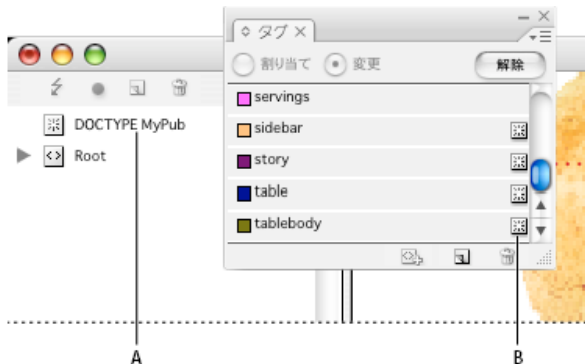 タグ
割り当て 変更 解除
DOCTYPE MyPub
Root
servings
sidebar
story
table
tablebody
A B